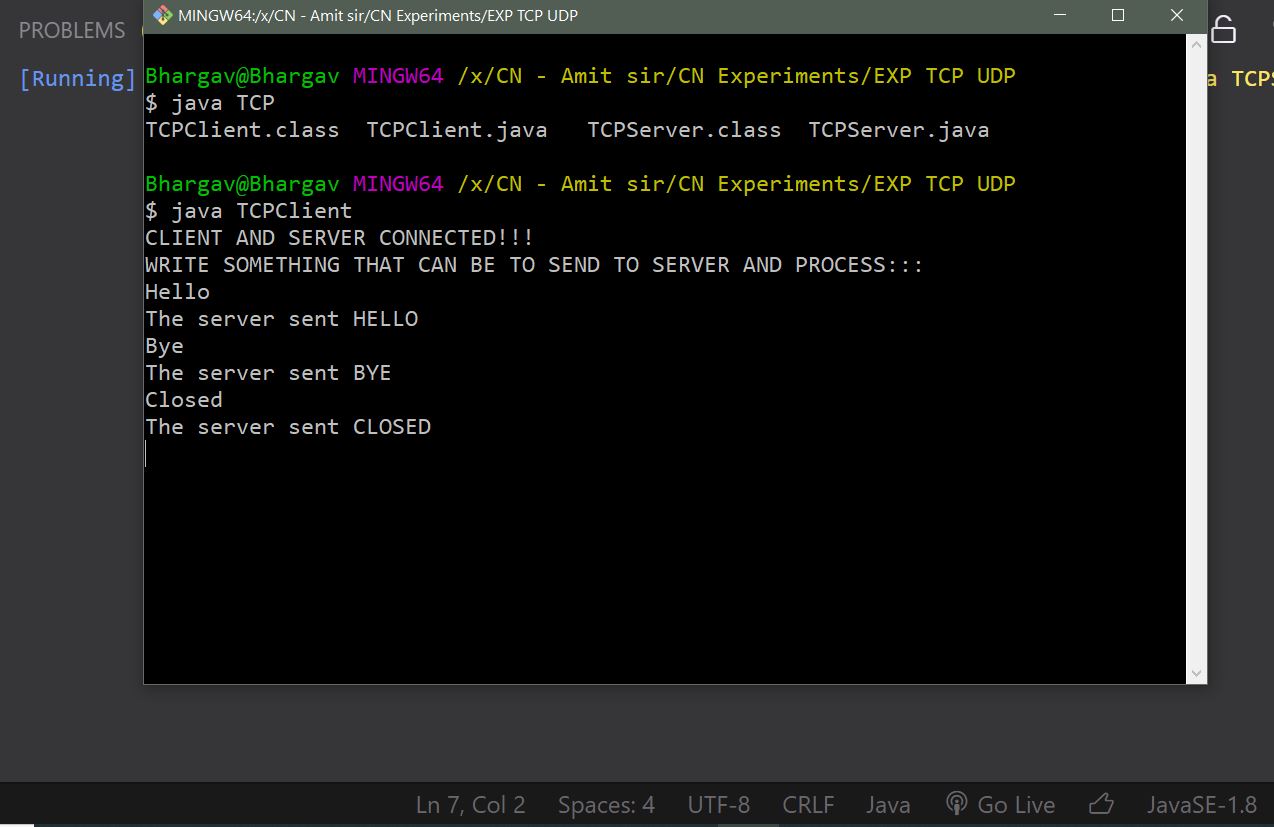 MINGW64:/x/CN - Amit sir/CN Experiments/EXP TCP UDP
PROBLEMS
[Running]
a TCPS
Bhargav@Bhargav MINGW64 /x/CN - Amit sir/CN Experiments/EXP TCP UDP
$ java TCP
TCPClient.class TCPClient.java TCPServer.class TCPServer.java
Bhargav@Bhargav MINGW64 /x/CN - Amit sir/CN Experiments/EXP TCP UDP
$ java TCPClient
CLIENT AND SERVER CONNECTED!!!
WRITE SOMETHING THAT CAN BE TO SEND TO SERVER AND PROCESS:::
Hello
The server sent HELLO
Bye
The server sent BYE
Closed
The server sent CLOSED
Ln 7, Col 2 Spaces: 4 UTF-8 CRLF Java Go Live JavaSE-1.8